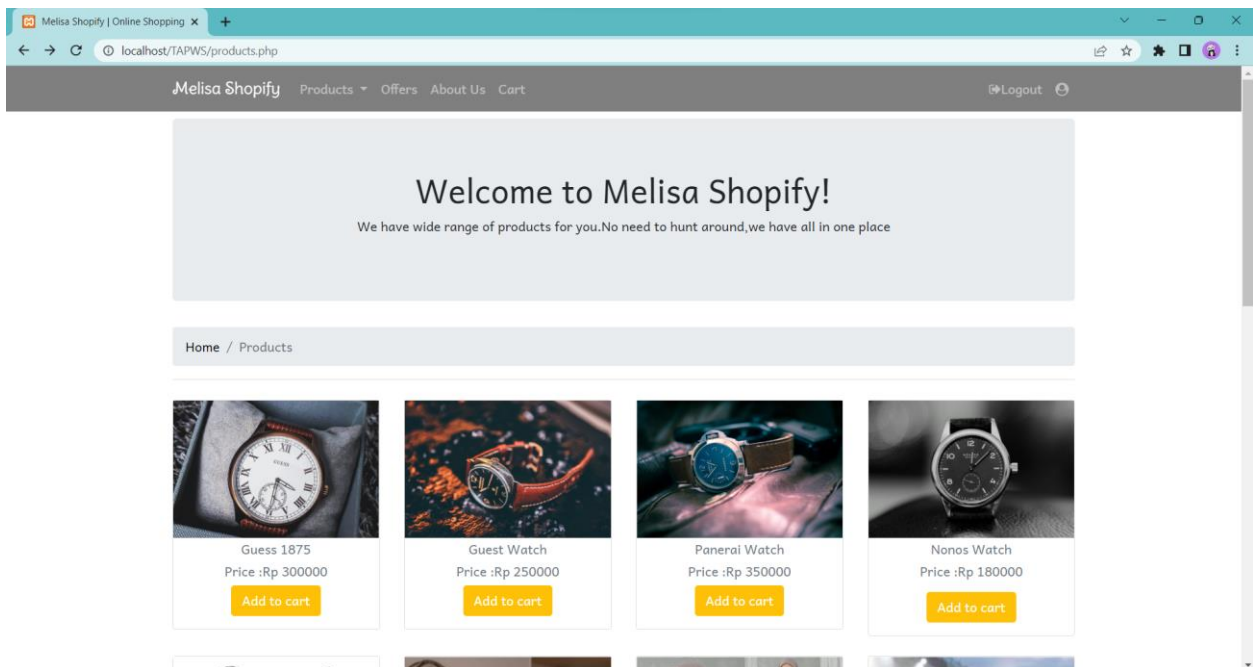 Melisa Shopify | Online Shopping
localhost/TAPWS/products.php
Melisa Shopify Products Offers About Us Cart Logout
Welcome to Melisa Shopify!
We have wide range of products for you.No need to hunt around,we have all in one place
Home / Products
GUESS
Guess 1875
Price :Rp 300000
Add to cart
Guest Watch
Price :Rp 250000
Add to cart
Panerai Watch
Price :Rp 350000
Add to cart
Nonos Watch
Price :Rp 180000
Add to cart